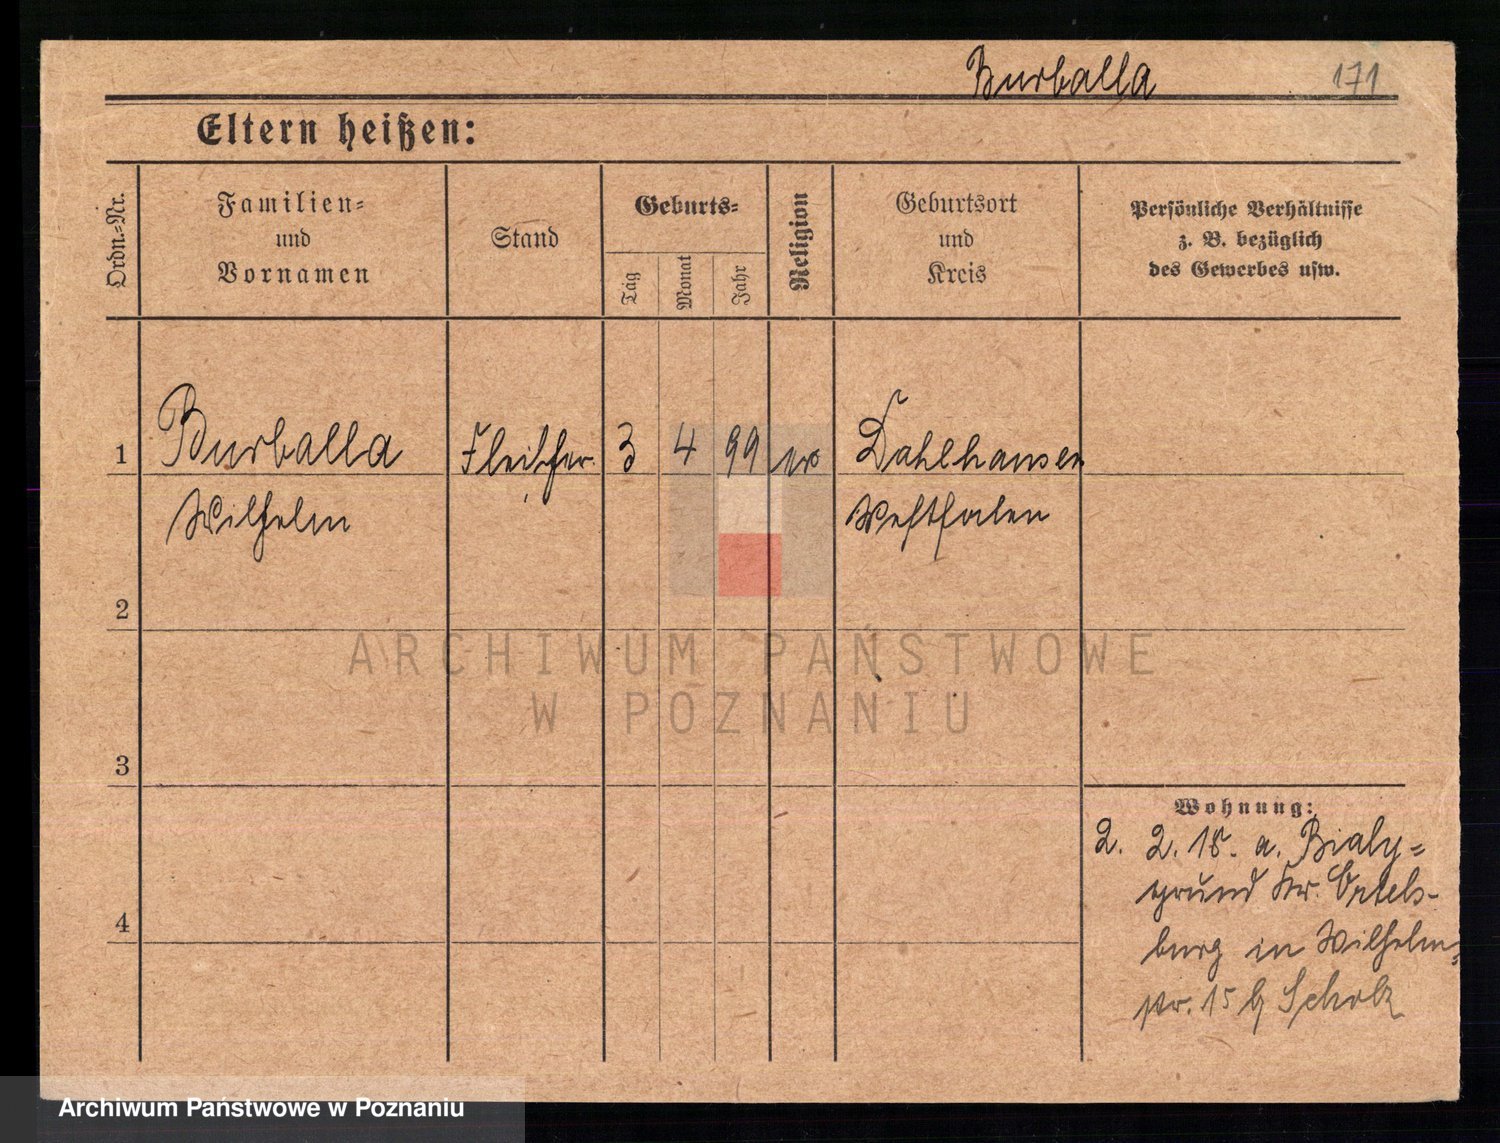 Burballa 171
Eltern heißen:
Ordn.-Nr.
Familien-
und
Vornamen
Stand
Geburts-
Tag
Monat
Jahr
Religion
Geburtsort
und
Kreis
Persönliche Verhältnisse
z. B. bezüglich
des Gewerbes usw.
1 Burballa Fleischer 3 4 99 ev Dahlhausen
Wilhelm Westfalen
2
ARCHIWUM PAŃSTWOWE
W POZNANIU
3
Wohnung:
2. 2. 18. a. Bialy=
grund Kr. Ortels-
4
burg in Wilhelm=
str. 15 b Scholz
Archiwum Państwowe w Poznaniu